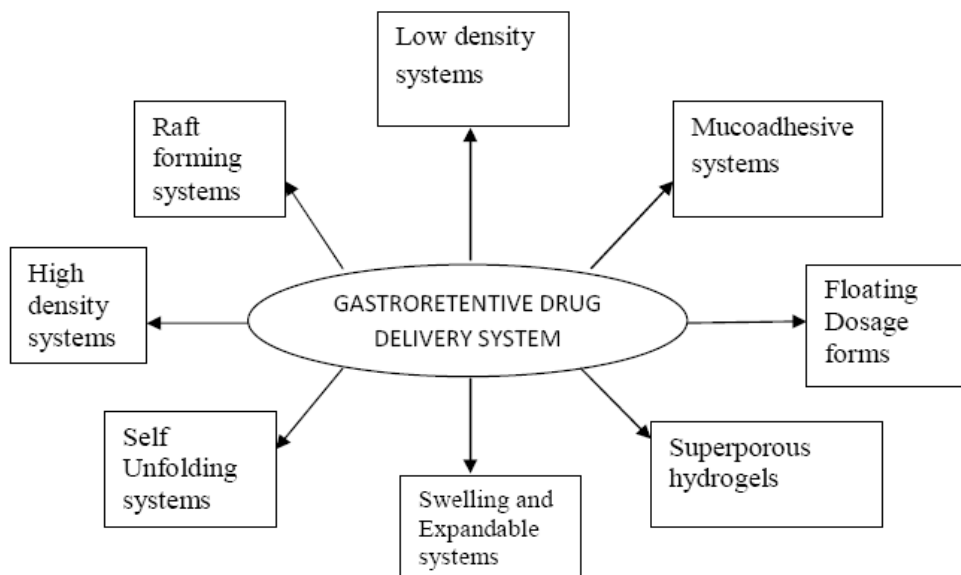 Low density
systems
Raft
forming
systems
Mucoadhesive
systems
High
density
systems
GASTRORETENTIVE DRUG
DELIVERY SYSTEM
Floating
Dosage
forms
Self
Unfolding
systems
Swelling and
Expandable
systems
Superporous
hydrogels